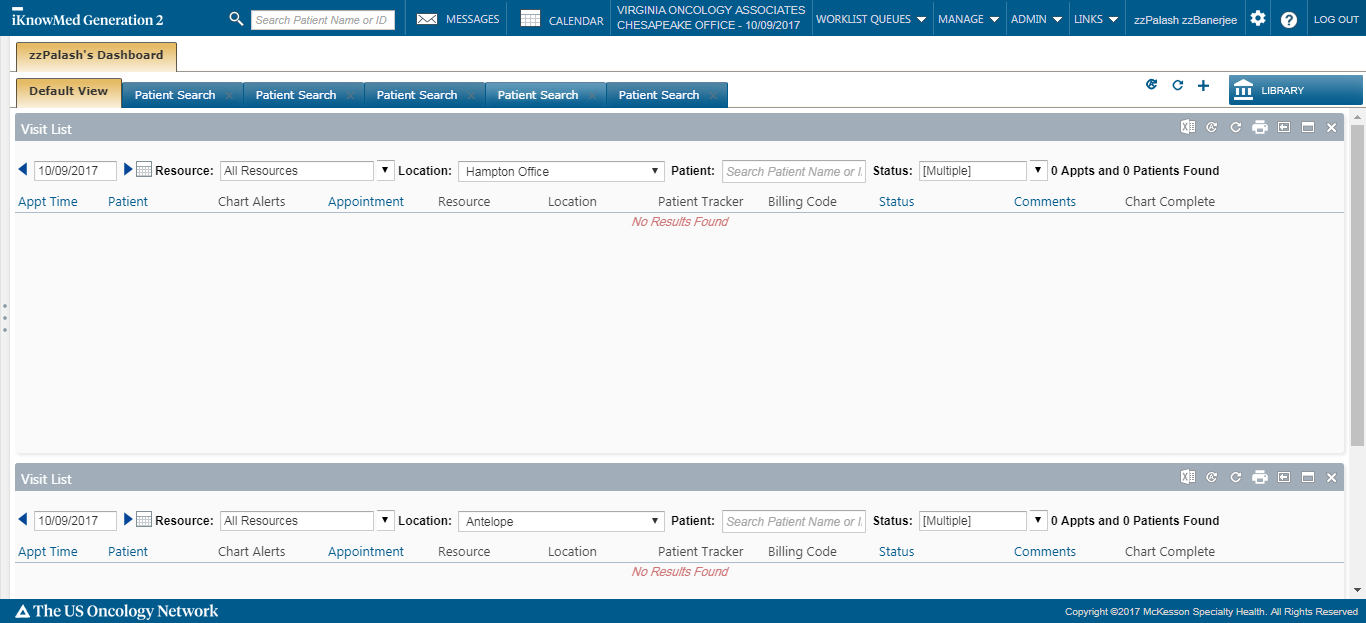 iKnowMed Generation 2
Search Patient Name or ID
MESSAGES
CALENDAR
VIRGINIA ONCOLOGY ASSOCIATES
CHESAPEAKE OFFICE - 10/09/2017
WORKLIST QUEUES
MANAGE
ADMIN
LINKS
zzPalash zzBanerjee
LOG OUT
zzPalash's Dashboard
Default View
Patient Search
Patient Search
Patient Search
Patient Search
Patient Search
LIBRARY
Visit List
10/09/2017 Resource: All Resources Location: Hampton Office Patient: Search Patient Name or I Status: [Multiple] 0 Appts and 0 Patients Found
Appt Time Patient Chart Alerts Appointment Resource Location Patient Tracker Billing Code Status Comments Chart Complete
No Results Found
Visit List
10/09/2017 Resource: All Resources Location: Antelope Patient: Search Patient Name or I Status: [Multiple] 0 Appts and 0 Patients Found
Appt Time Patient Chart Alerts Appointment Resource Location Patient Tracker Billing Code Status Comments Chart Complete
No Results Found
The US Oncology Network
Copyright ©2017 McKesson Specialty Health. All Rights Reserved